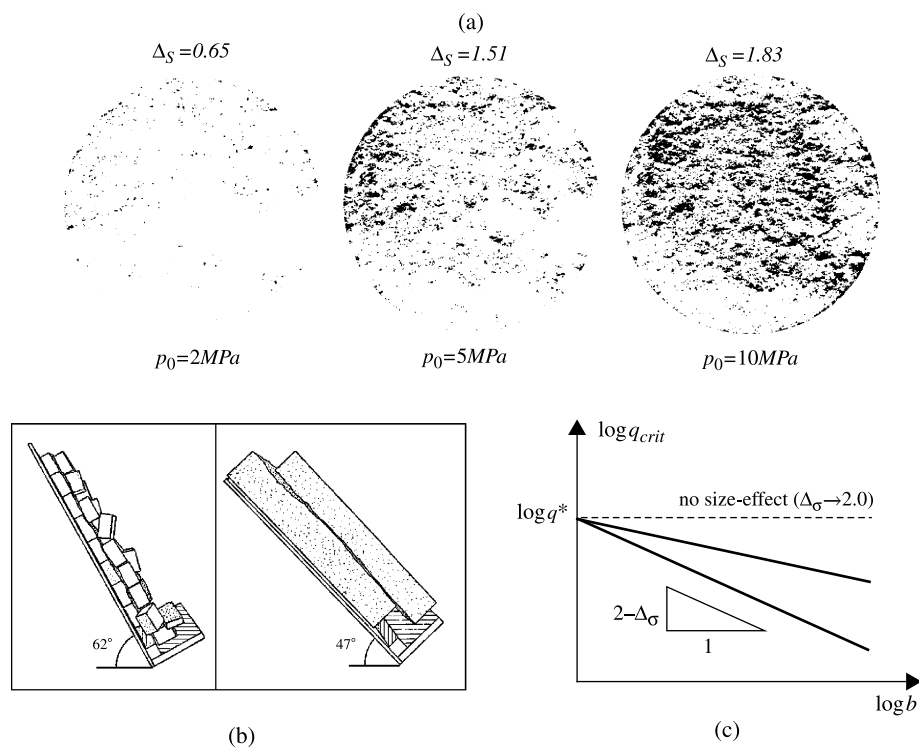 (a)
Δ_S=0.65
Δ_S=1.51
Δ_S=1.83
p_0=2MPa
p_0=5MPa
p_0=10MPa
62°
47°
(b)
log q_crit
log q*
no size-effect (Δ_σ→2.0)
2–Δ_σ
1
log b
(c)